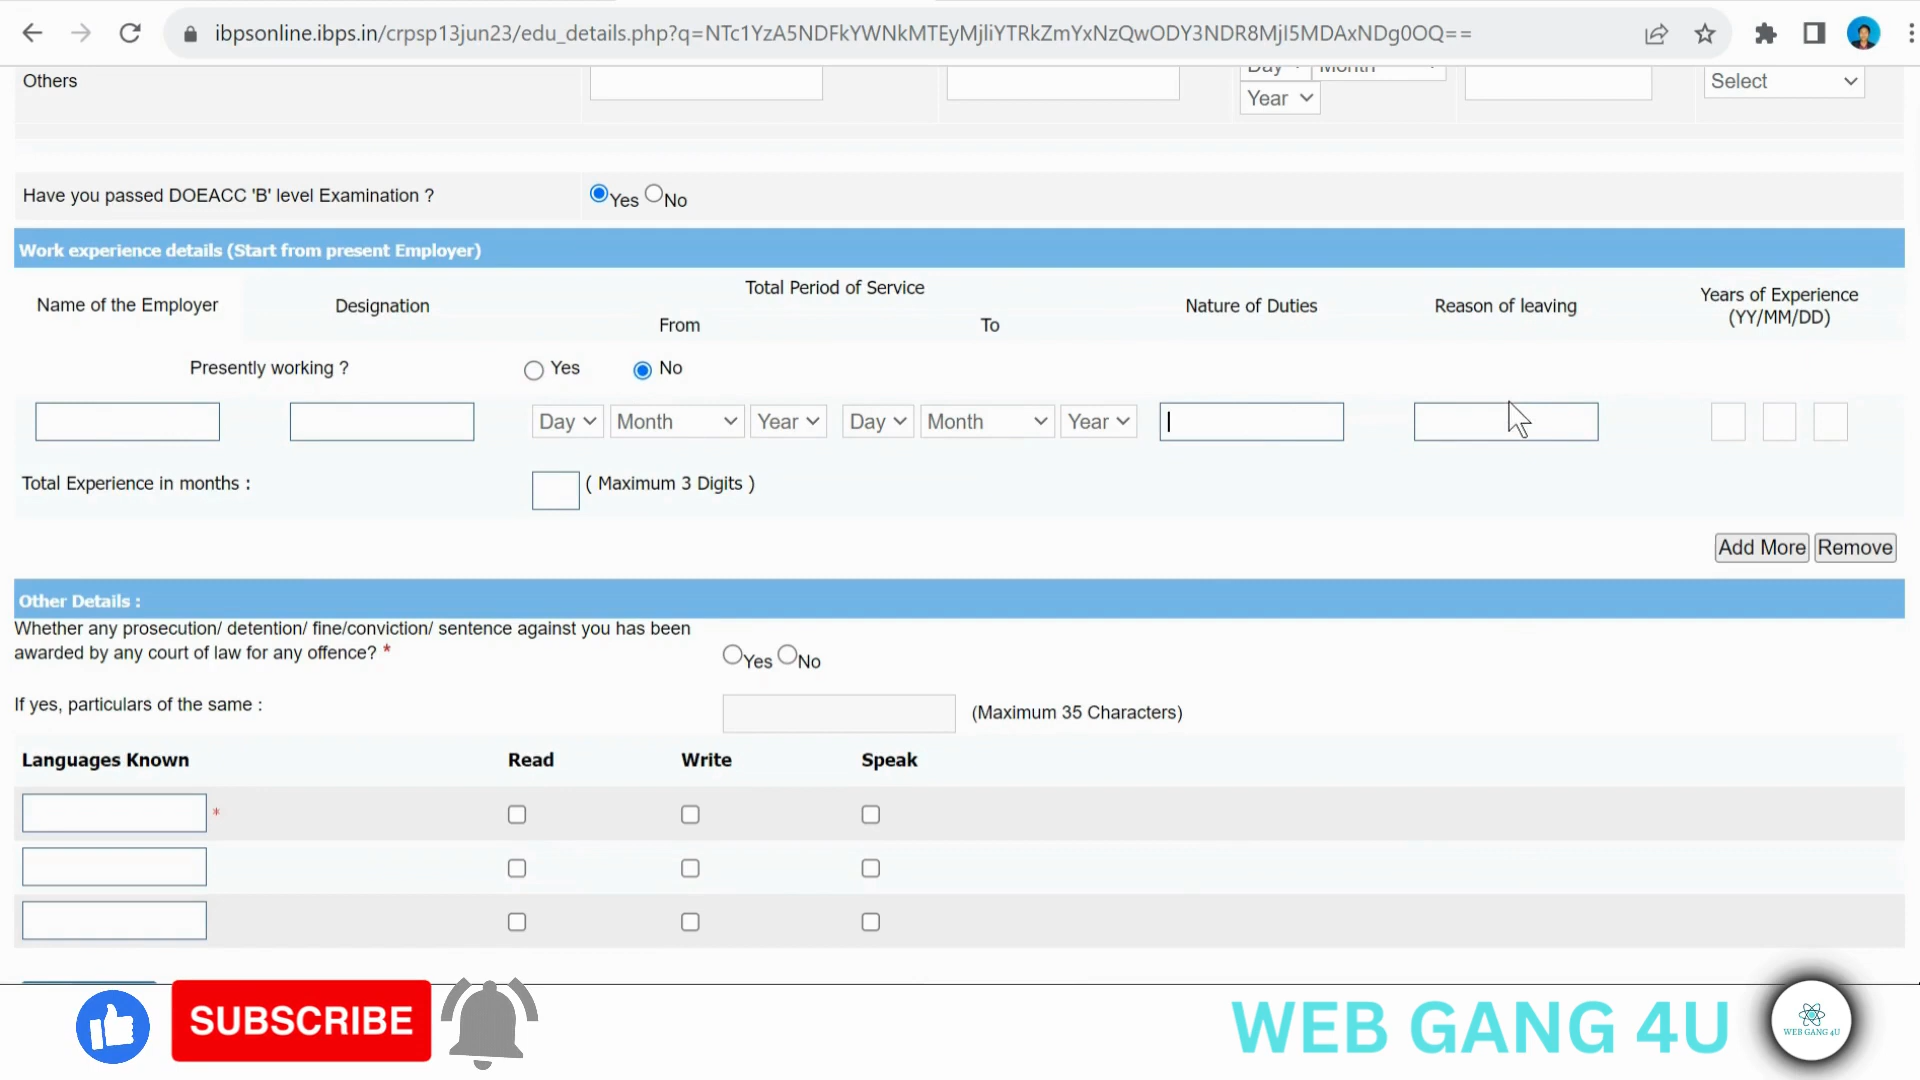 ibpsonline.ibps.in/crpsp13jun23/edu_details.php?q=NTc1YzA5NDFkYWNkMTEyMjliYTRkZmYxNzQwODY3NDR8MjI5MDAxNDg0OQ==
Others
Day Month
Year
Select
Have you passed DOEACC 'B' level Examination ?
Yes No
Work experience details (Start from present Employer)
Name of the Employer
Designation
Total Period of Service
From
To
Nature of Duties
Reason of leaving
Years of Experience
(YY/MM/DD)
Presently working ?
Yes
No
Day Month Year Day Month Year
Total Experience in months :
( Maximum 3 Digits )
Add More Remove
Other Details :
Whether any prosecution/ detention/ fine/conviction/ sentence against you has been
awarded by any court of law for any offence? *
Yes No
If yes, particulars of the same :
(Maximum 35 Characters)
Languages Known Read Write Speak
*
SUBSCRIBE
WEB GANG 4U
WEB GANG 4U